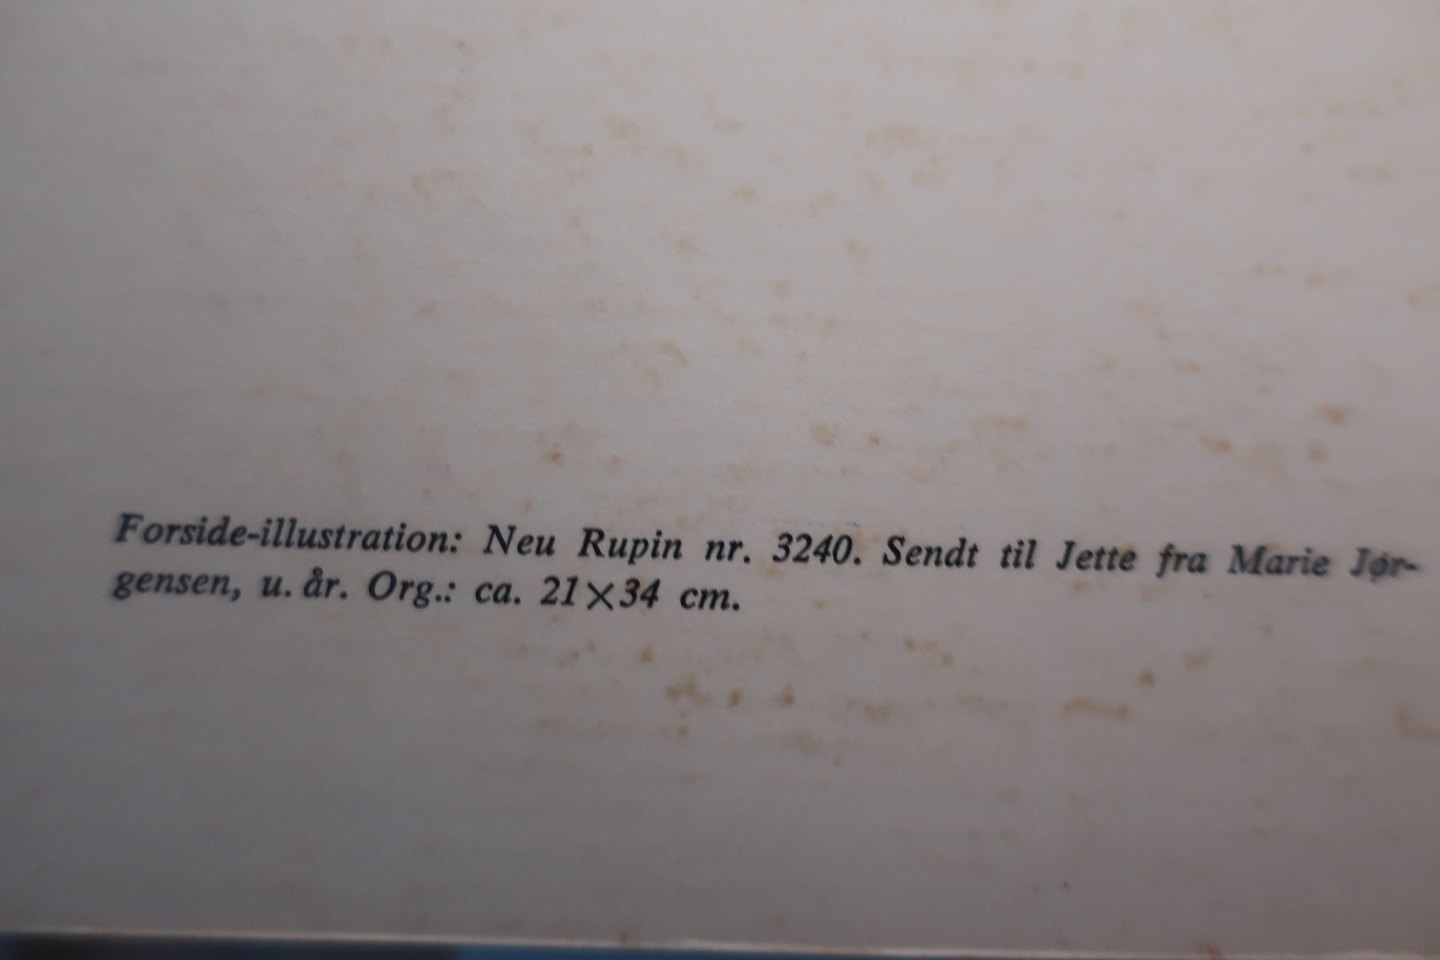 Forside-illustration: Neu Rupin nr. 3240. Sendt til Jette fra Marie Jør-
gensen, u. år. Org.: ca. 21×34 cm.